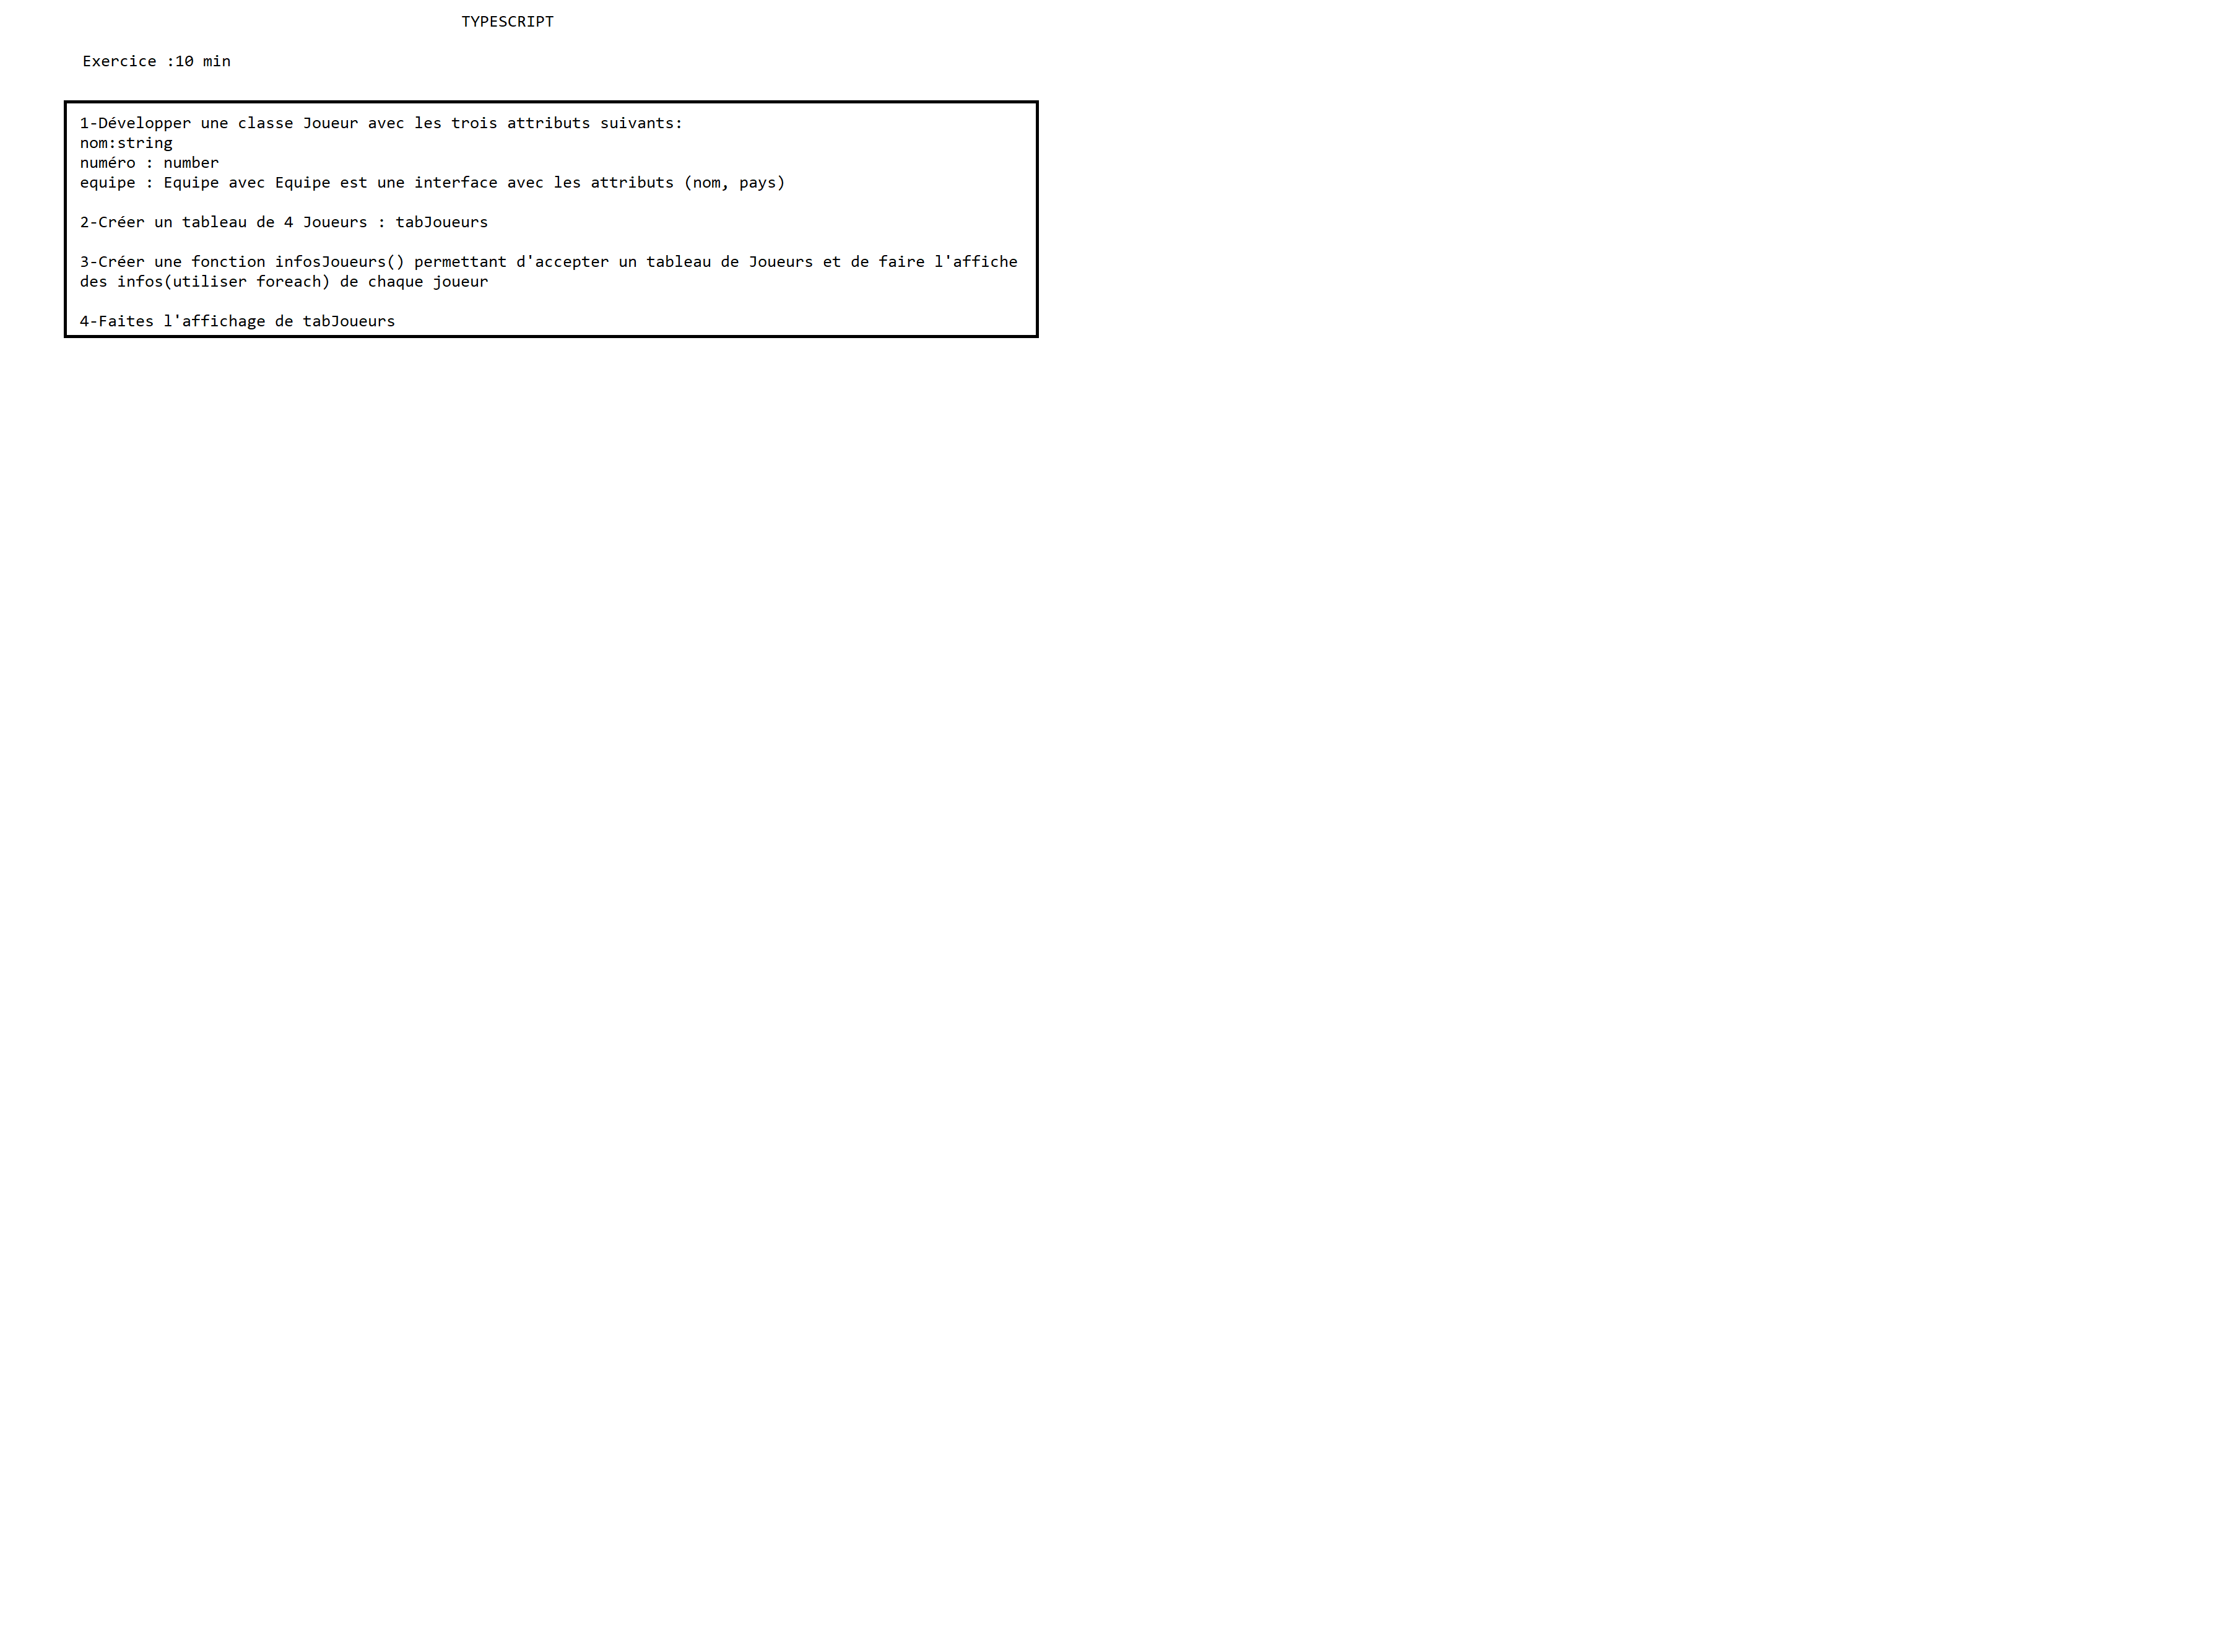 TYPESCRIPT
Exercice :10 min
1-Développer une classe Joueur avec les trois attributs suivants:
nom:string
numéro : number
equipe : Equipe avec Equipe est une interface avec les attributs (nom, pays)
2-Créer un tableau de 4 Joueurs : tabJoueurs
3-Créer une fonction infosJoueurs() permettant d'accepter un tableau de Joueurs et de faire l'affiche
des infos(utiliser foreach) de chaque joueur
4-Faites l'affichage de tabJoueurs